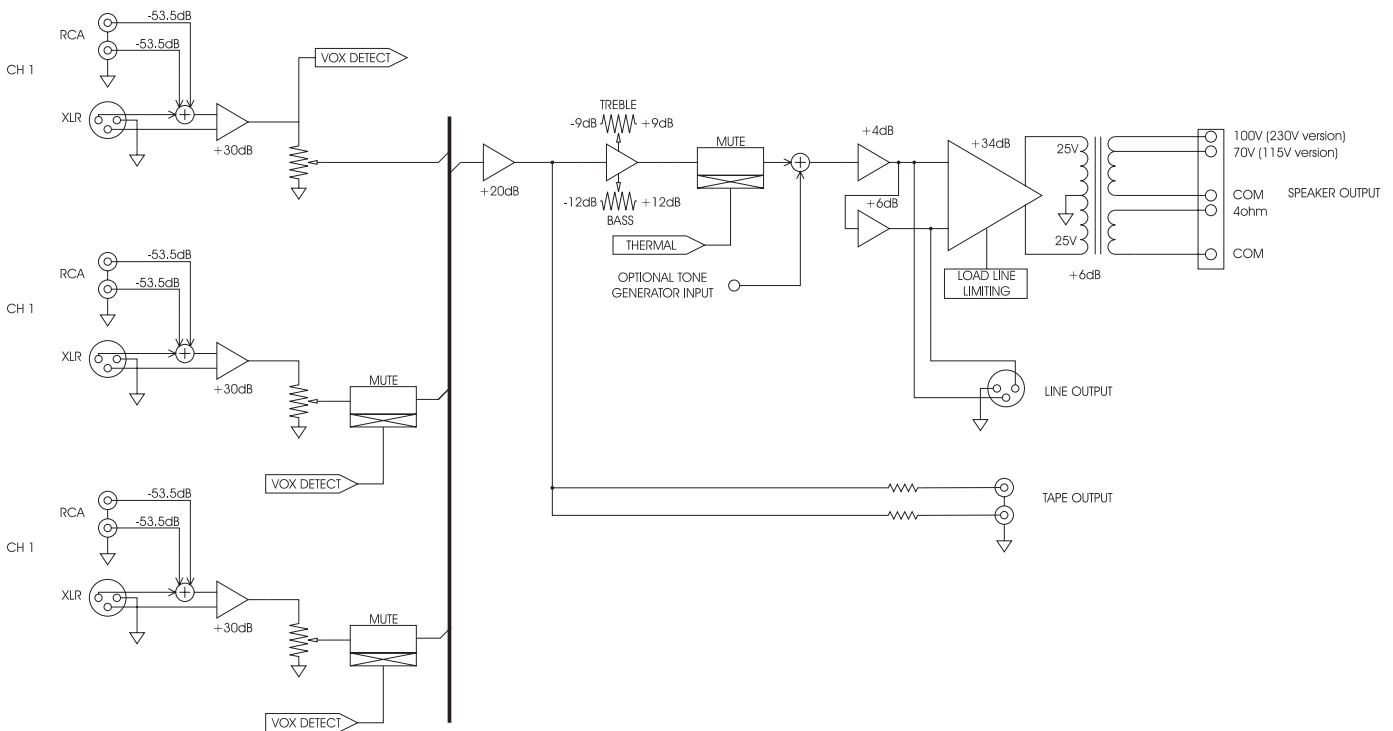 RCA
-53.5dB
-53.5dB
CH 1
XLR
+30dB
VOX DETECT
RCA
-53.5dB
-53.5dB
CH 1
XLR
+30dB
MUTE
VOX DETECT
RCA
-53.5dB
-53.5dB
CH 1
XLR
+30dB
MUTE
VOX DETECT
+20dB
TREBLE
-9dB
+9dB
-12dB
+12dB
BASS
MUTE
THERMAL
OPTIONAL TONE
GENERATOR INPUT
+4dB
+6dB
+34dB
LOAD LINE
LIMITING
25V
25V
+6dB
100V (230V version)
70V (115V version)
COM
SPEAKER OUTPUT
4ohm
COM
LINE OUTPUT
TAPE OUTPUT